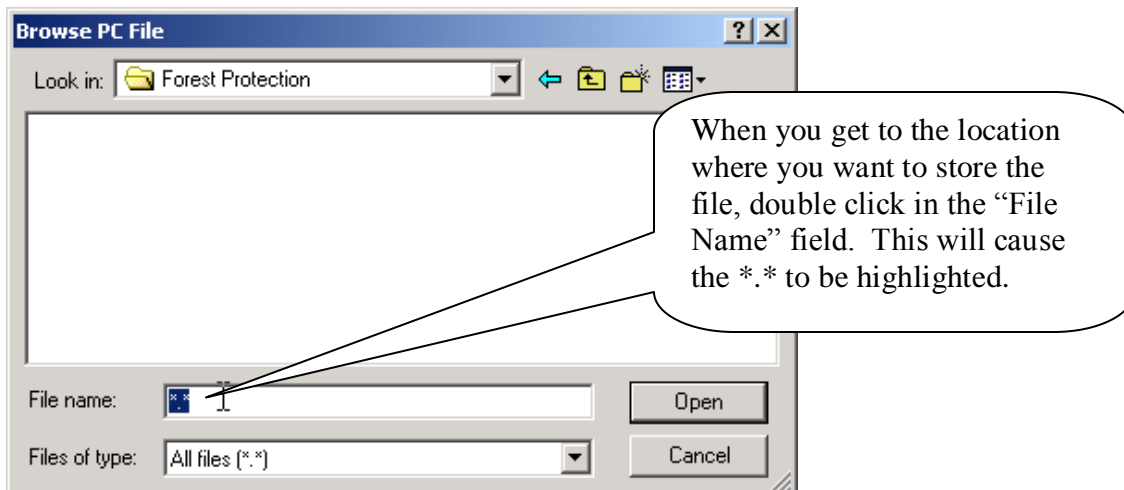 Browse PC File
Look in: Forest Protection
When you get to the location
where you want to store the
file, double click in the “File
Name” field.  This will cause
the *.* to be highlighted.
File name: *.* Open
Files of type: All files (*.*) Cancel